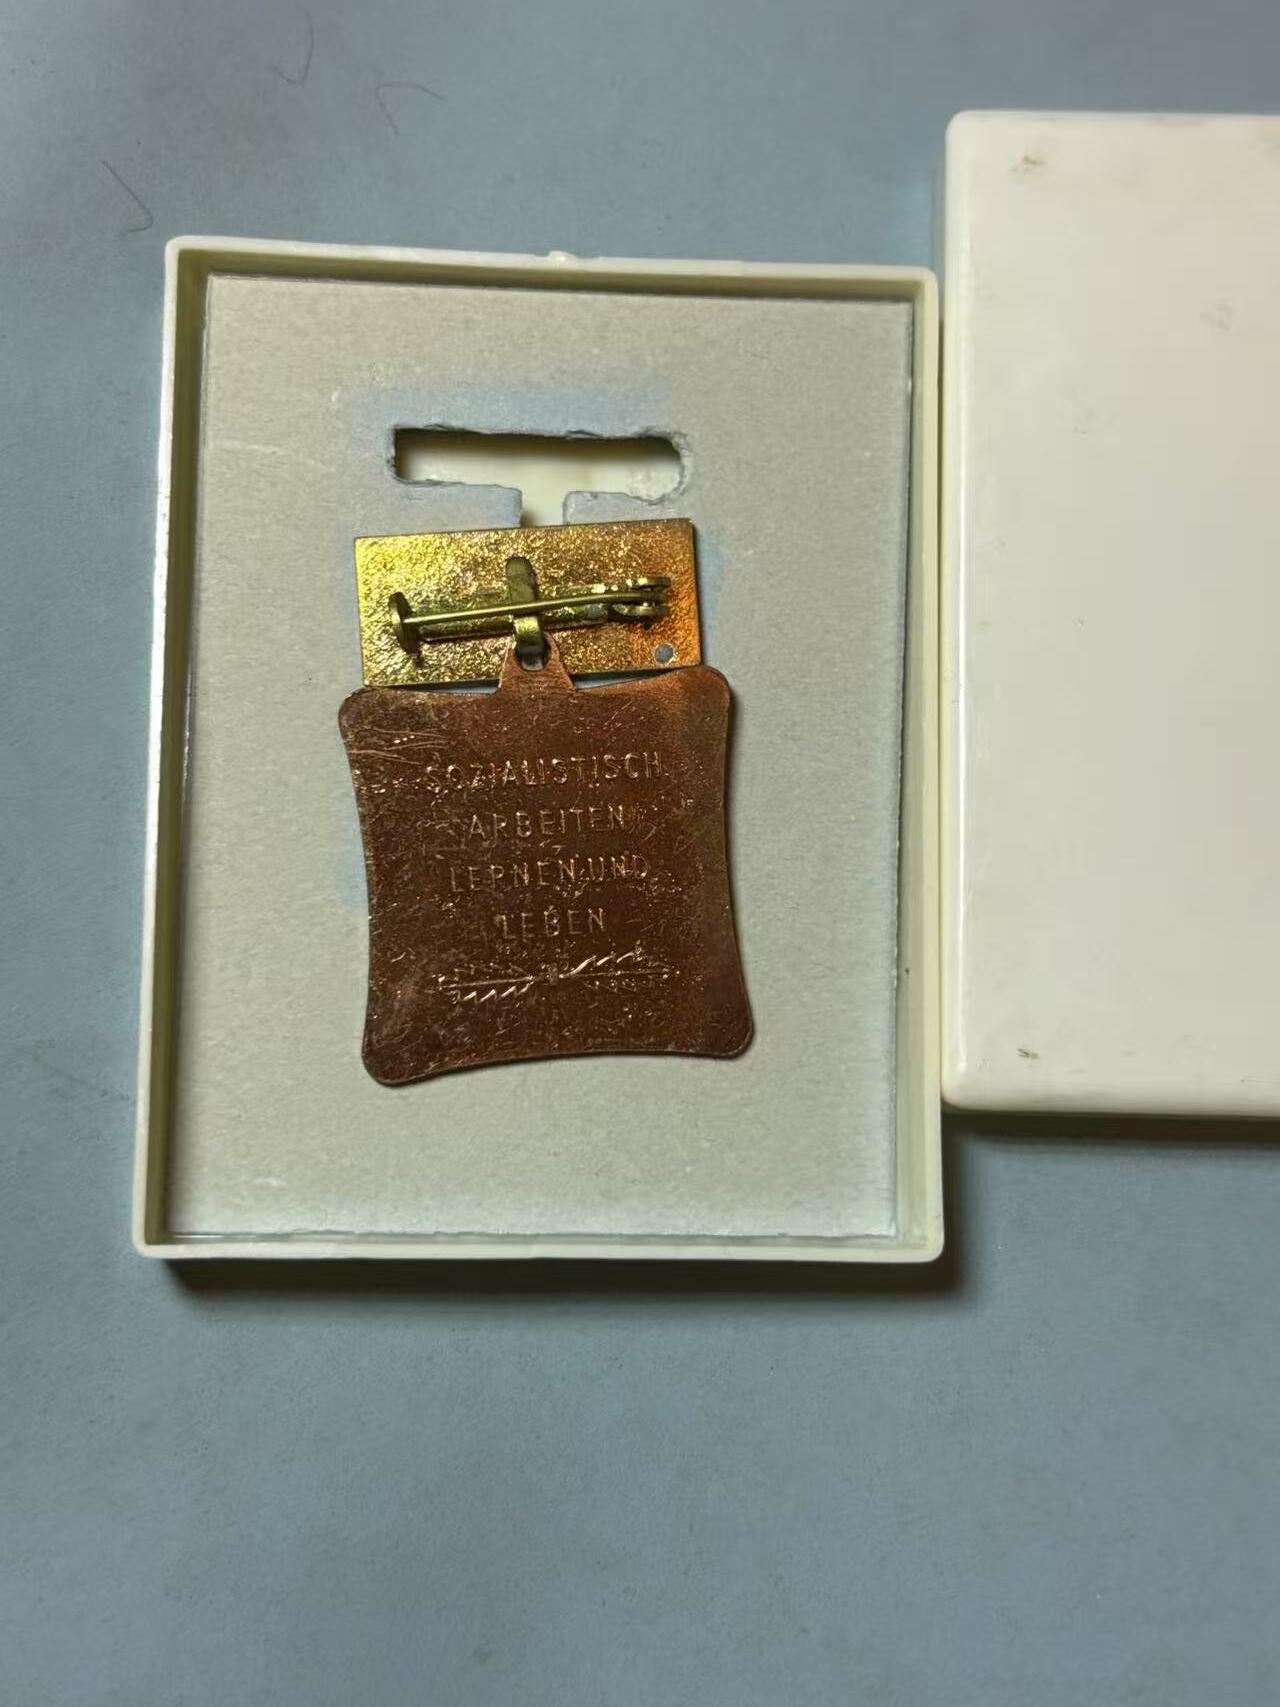 SOZIALISTISCH
ARBEITEN
LERNEN UND
LEBEN